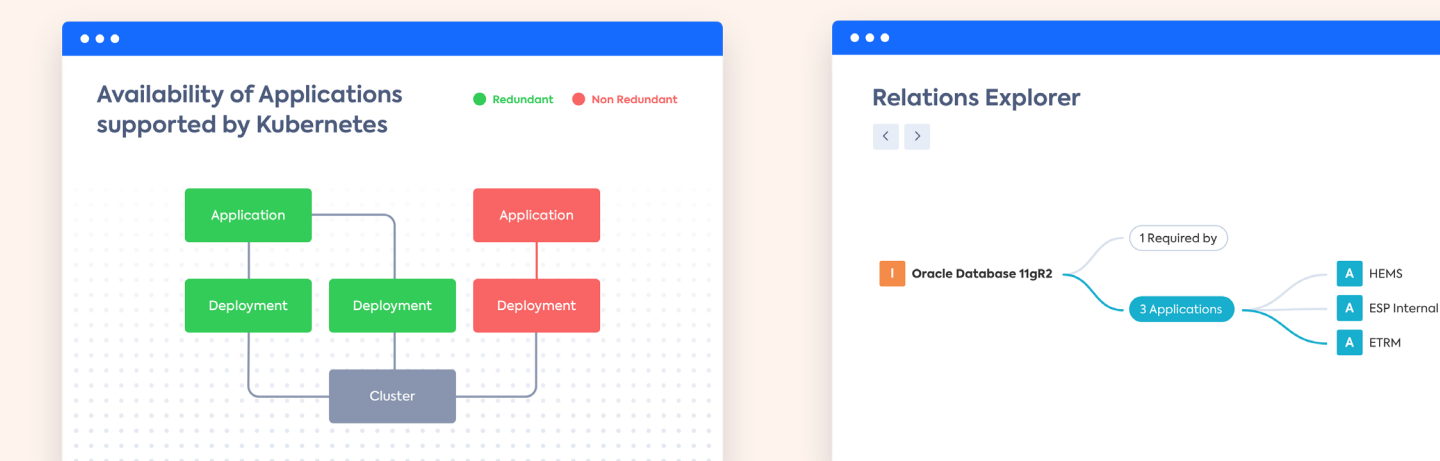 Availability of Applications
supported by Kubernetes
Redundant
Non Redundant
Application
Application
Deployment
Deployment
Deployment
Cluster
Relations Explorer
1 Required by
I
Oracle Database 11gR2
3 Applications
A
HEMS
A
ESP Internal
A
ETRM